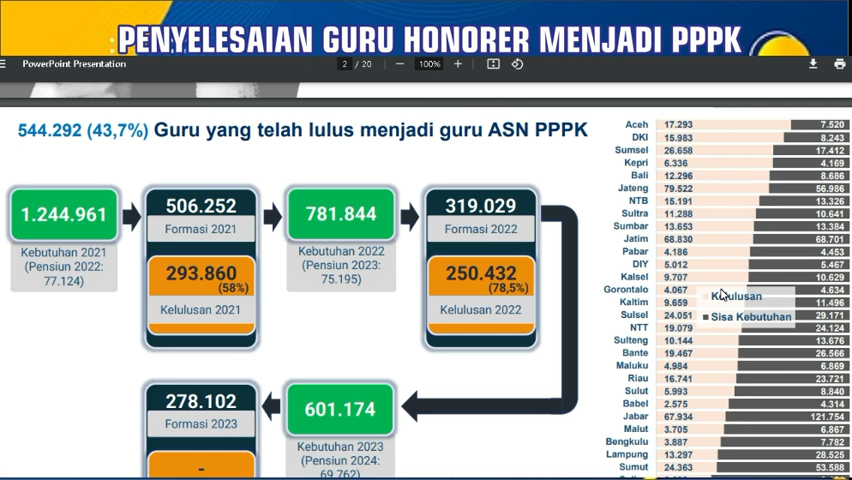 PENYELESAIAN GURU HONORER MENJADI PPPK
PowerPoint Presentation
2 / 20
100%
544.292 (43,7%) Guru yang telah lulus menjadi guru ASN PPPK
1.244.961
Kebutuhan 2021
(Pensiun 2022:
77.124)
506.252
Formasi 2021
293.860
(58%)
Kelulusan 2021
781.844
Kebutuhan 2022
(Pensiun 2023:
75.195)
319.029
Formasi 2022
250.432
(78,5%)
Kelulusan 2022
278.102
Formasi 2023
-
601.174
Kebutuhan 2023
(Pensiun 2024:
69.762)
Aceh 17.293 7.520
DKI 15.983 8.243
Sumsel 26.658 17.412
Kepri 6.336 4.169
Bali 12.296 8.686
Jateng 79.522 56.986
NTB 15.191 13.326
Sultra 11.288 10.641
Sumbar 13.653 13.384
Jatim 68.830 68.701
Pabar 4.186 4.453
DIY 5.012 5.467
Kalsel 9.707 10.629
Gorontalo 4.067 4.634
Kaltim 9.659 11.496
Sulsel 24.051 29.171
NTT 19.079 24.124
Sulteng 10.144 13.676
Bante 19.467 26.566
Maluku 4.984 6.869
Riau 16.741 23.721
Sulut 5.993 8.840
Babel 2.575 4.314
Jabar 67.934 121.754
Malut 3.705 6.867
Bengkulu 3.887 7.782
Lampung 13.297 28.525
Sumut 24.363 53.588
Kelulusan
Sisa Kebutuhan